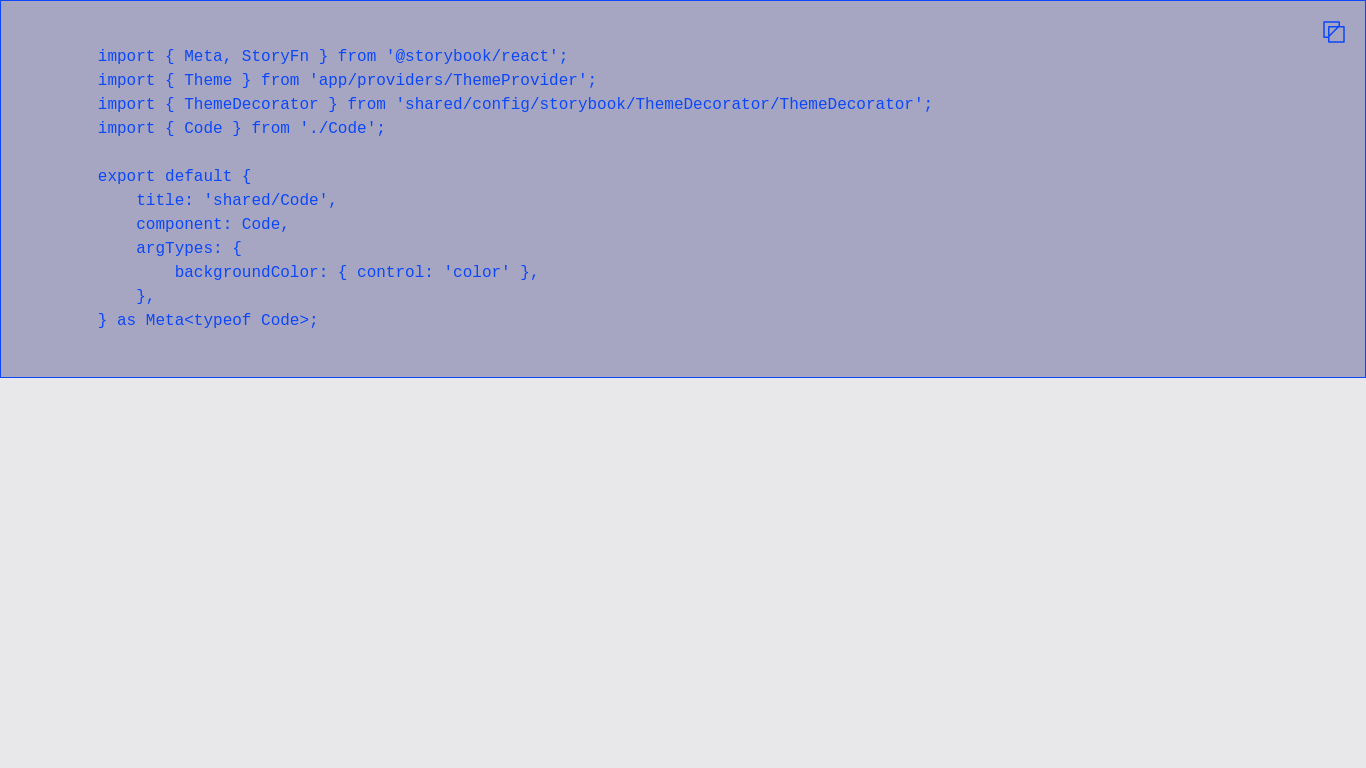 import { Meta, StoryFn } from '@storybook/react';
import { Theme } from 'app/providers/ThemeProvider';
import { ThemeDecorator } from 'shared/config/storybook/ThemeDecorator/ThemeDecorator';
import { Code } from './Code';

export default {
    title: 'shared/Code',
    component: Code,
    argTypes: {
        backgroundColor: { control: 'color' },
    },
} as Meta<typeof Code>;